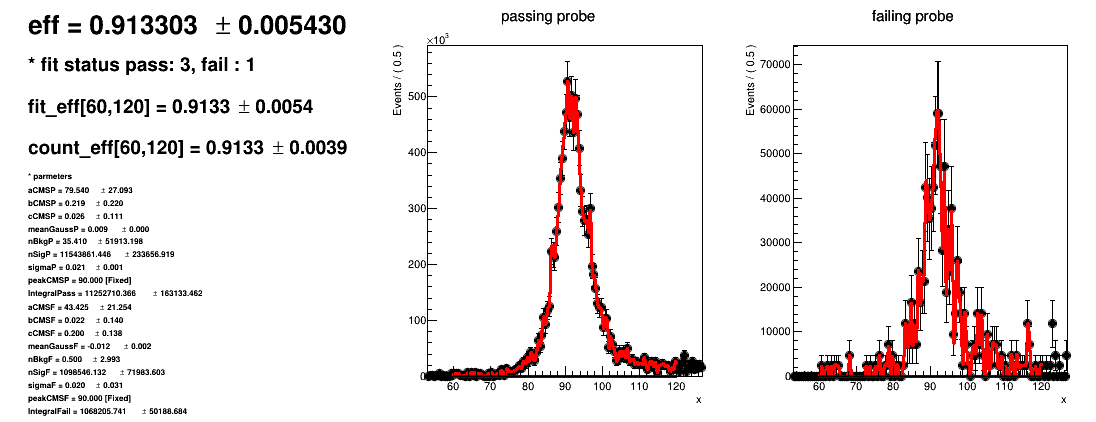 eff = 0.913303 ± 0.005430
* fit status pass: 3, fail : 1
fit_eff[60,120] = 0.9133 ± 0.0054
count_eff[60,120] = 0.9133 ± 0.0039
* parmeters
aCMSP = 79.540 ± 27.093
bCMSP = 0.219 ± 0.220
cCMSP = 0.026 ± 0.111
meanGaussP = 0.009 ± 0.000
nBkgP = 35.410 ± 51913.198
nSigP = 11543861.446 ± 233656.919
sigmaP = 0.021 ± 0.001
peakCMSP = 90.000 [Fixed]
IntegralPass = 11252710.366 ± 163133.462
aCMSF = 43.425 ± 21.254
bCMSF = 0.022 ± 0.140
cCMSF = 0.200 ± 0.138
meanGaussF = -0.012 ± 0.002
nBkgF = 0.500 ± 2.993
nSigF = 1098546.132 ± 71983.603
sigmaF = 0.020 ± 0.031
peakCMSF = 90.000 [Fixed]
IntegralFail = 1068205.741 ± 50188.684
passing probe
×10³
Events / ( 0.5 )
500
400
300
200
100
0
60 70 80 90 100 110 120
x
failing probe
Events / ( 0.5 )
70000
60000
50000
40000
30000
20000
10000
0
60 70 80 90 100 110 120
x